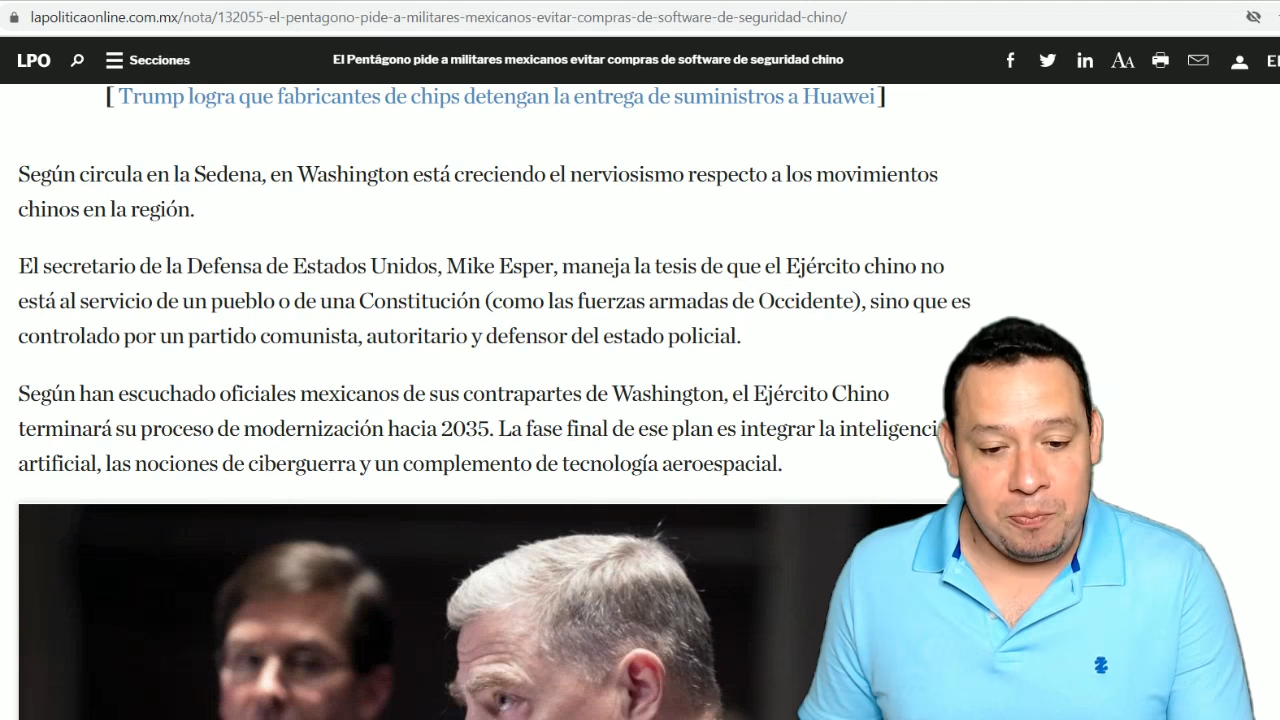 lapoliticaonline.com.mx/nota/132055-el-pentagono-pide-a-militares-mexicanos-evitar-compras-de-software-de-seguridad-chino/
LPO Secciones El Pentágono pide a militares mexicanos evitar compras de software de seguridad chino
[ Trump logra que fabricantes de chips detengan la entrega de suministros a Huawei ]
Según circula en la Sedena, en Washington está creciendo el nerviosismo respecto a los movimientos
chinos en la región.
El secretario de la Defensa de Estados Unidos, Mike Esper, maneja la tesis de que el Ejército chino no
está al servicio de un pueblo o de una Constitución (como las fuerzas armadas de Occidente), sino que es
controlado por un partido comunista, autoritario y defensor del estado policial.
Según han escuchado oficiales mexicanos de sus contrapartes de Washington, el Ejército Chino
terminará su proceso de modernización hacia 2035. La fase final de ese plan es integrar la inteligenci
artificial, las nociones de ciberguerra y un complemento de tecnología aeroespacial.